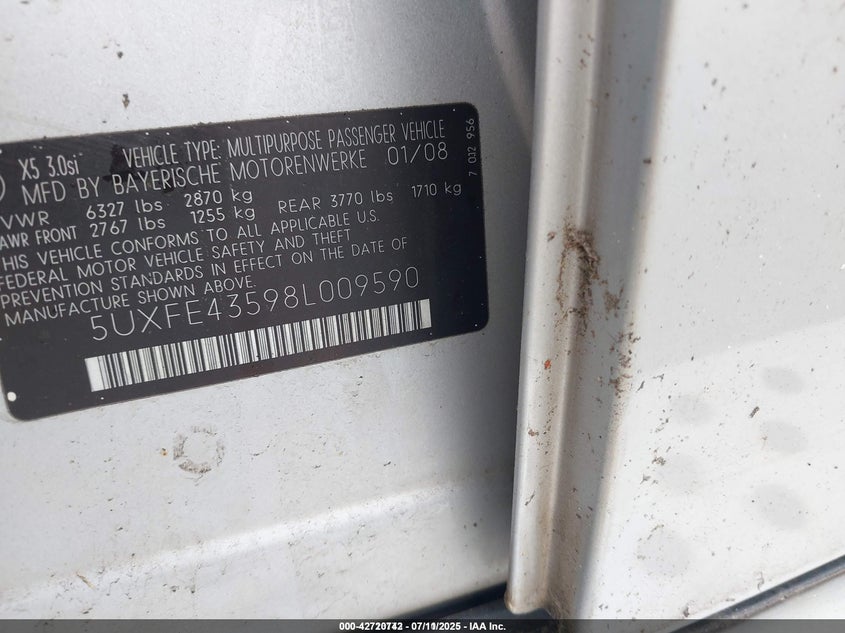 X5 3.0si VEHICLE TYPE: MULTIPURPOSE PASSENGER VEHICLE
MFD BY BAYERISCHE MOTORENWERKE 01/08
VWR 6327 lbs 2870 kg
AWR FRONT 2767 lbs 1255 kg REAR 3770 lbs 1710 kg
THIS VEHICLE CONFORMS TO ALL APPLICABLE U.S.
FEDERAL MOTOR VEHICLE SAFETY AND THEFT
PREVENTION STANDARDS IN EFFECT ON THE DATE OF
MANUFACTURE SHOWN ABOVE.
5UXFE43598L009590
7 032 956
07/11/2025 - IAA Inc.